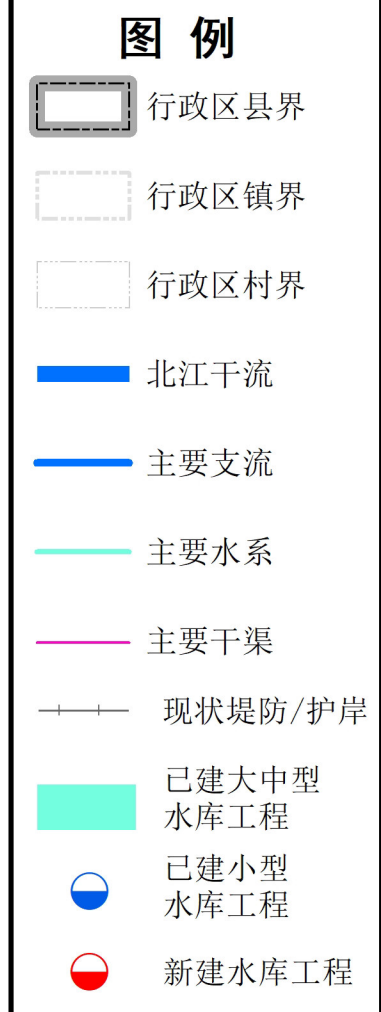 图 例
行政区县界
行政区镇界
行政区村界
北江干流
主要支流
主要水系
主要干渠
现状堤防/护岸
已建大中型
水库工程
已建小型
水库工程
新建水库工程